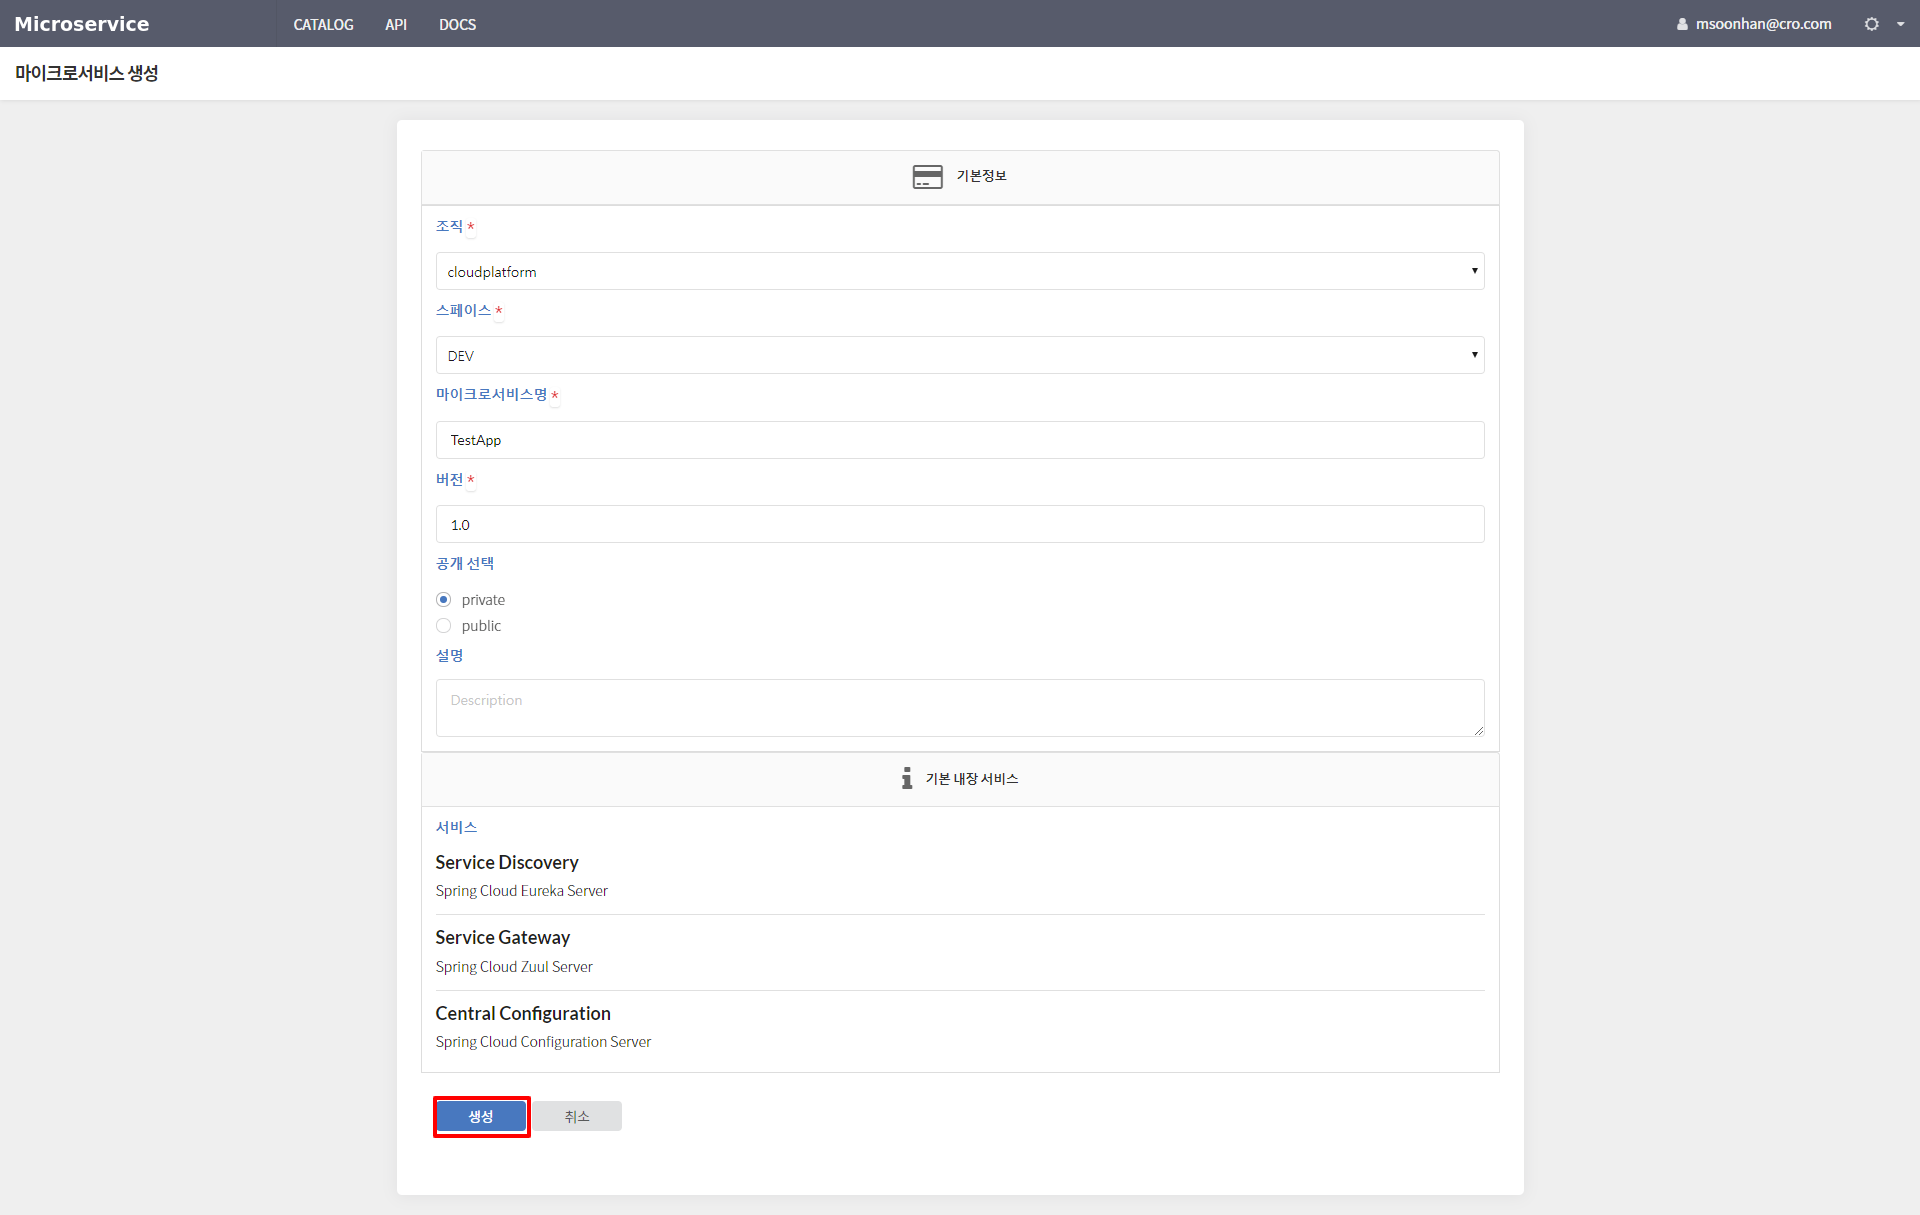 Microservice CATALOG API DOCS msoonhan@cro.com
마이크로서비스 생성
기본정보
조직 *
cloudplatform
스페이스 *
DEV
마이크로서비스명 *
TestApp
버전 *
1.0
공개 선택
private
public
설명
Description
기본 내장 서비스
서비스
Service Discovery
Spring Cloud Eureka Server
Service Gateway
Spring Cloud Zuul Server
Central Configuration
Spring Cloud Configuration Server
생성 취소